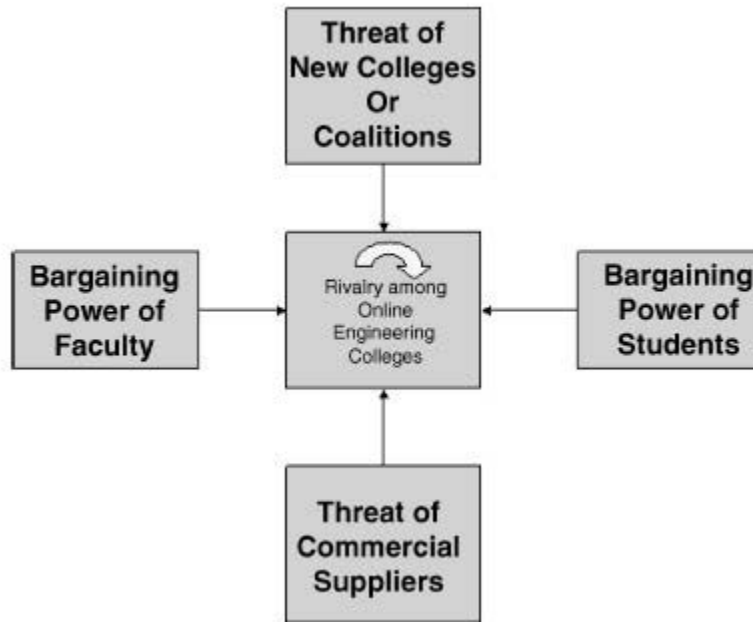 Threat of
New Colleges
Or
Coalitions
Bargaining
Power of
Faculty
Rivalry among
Online
Engineering
Colleges
Bargaining
Power of
Students
Threat of
Commercial
Suppliers